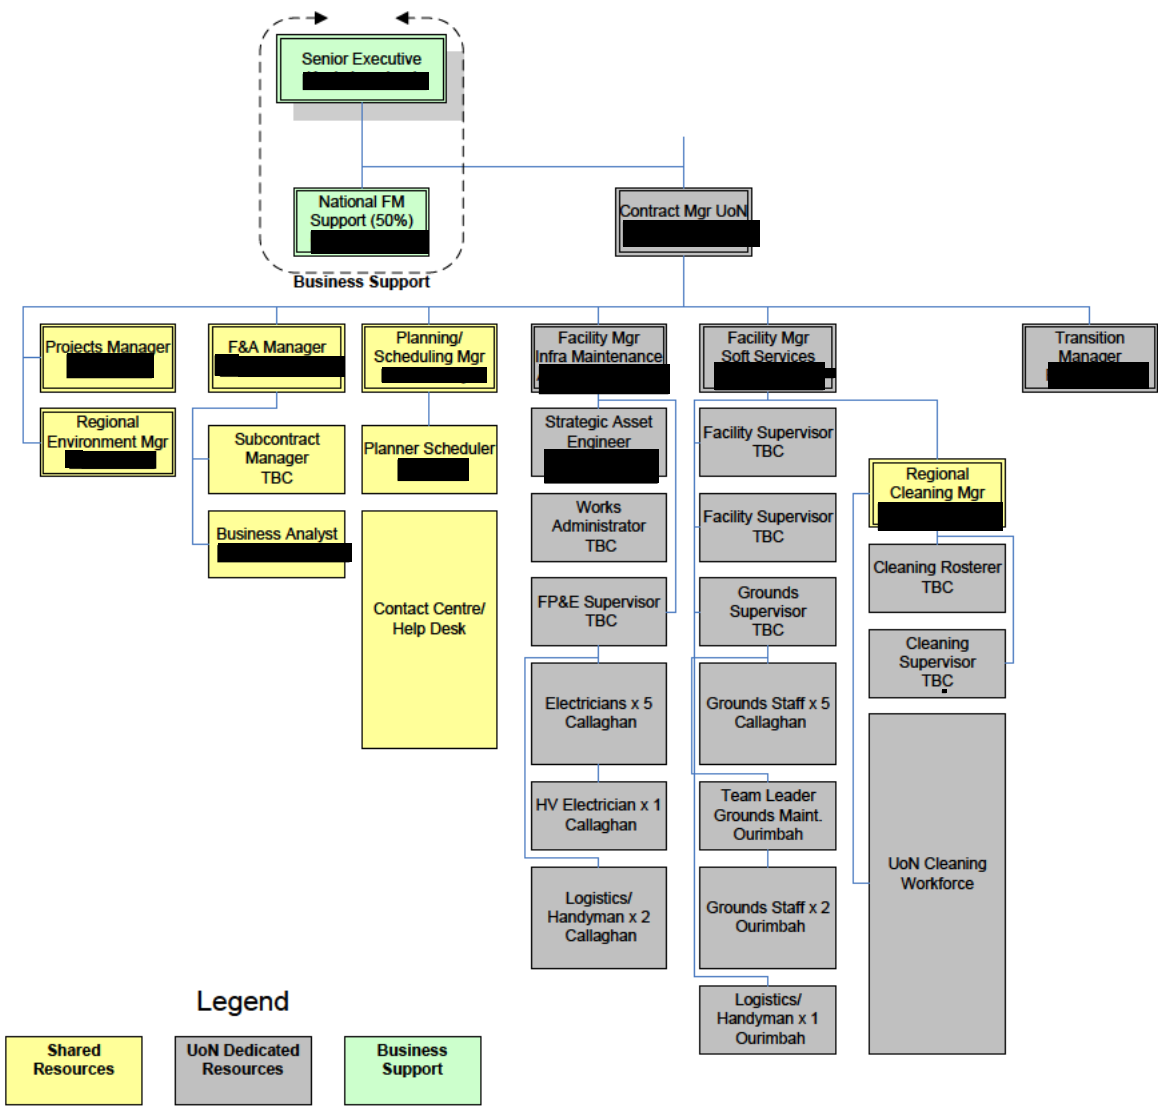 Senior Executive
National FM
Support (50%)
Business Support
Contract Mgr UoN
Projects Manager
Regional
Environment Mgr
F&A Manager
Subcontract
Manager
TBC
Business Analyst
Planning/
Scheduling Mgr
Planner Scheduler
Contact Centre/
Help Desk
Facility Mgr
Infra Maintenance
Strategic Asset
Engineer
Works
Administrator
TBC
FP&E Supervisor
TBC
Electricians x 5
Callaghan
HV Electrician x 1
Callaghan
Logistics/
Handyman x 2
Callaghan
Facility Mgr
Soft Services
Facility Supervisor
TBC
Facility Supervisor
TBC
Grounds
Supervisor
TBC
Grounds Staff x 5
Callaghan
Team Leader
Grounds Maint.
Ourimbah
Grounds Staff x 2
Ourimbah
Logistics/
Handyman x 1
Ourimbah
Regional
Cleaning Mgr
Cleaning Rosterer
TBC
Cleaning
Supervisor
TBC
UoN Cleaning
Workforce
Transition
Manager
Legend
Shared
Resources
UoN Dedicated
Resources
Business
Support